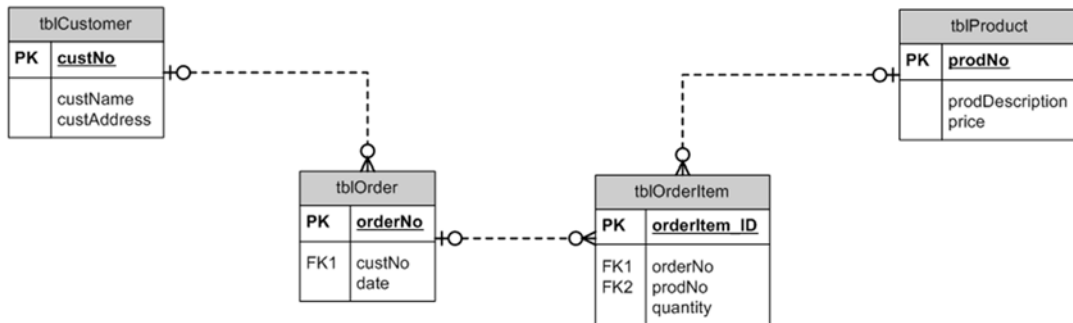 tblCustomer
PK custNo
custName
custAddress
tblProduct
PK prodNo
prodDescription
price
tblOrder
PK orderNo
FK1 custNo
date
tblOrderItem
PK orderItem_ID
FK1 orderNo
FK2 prodNo
quantity